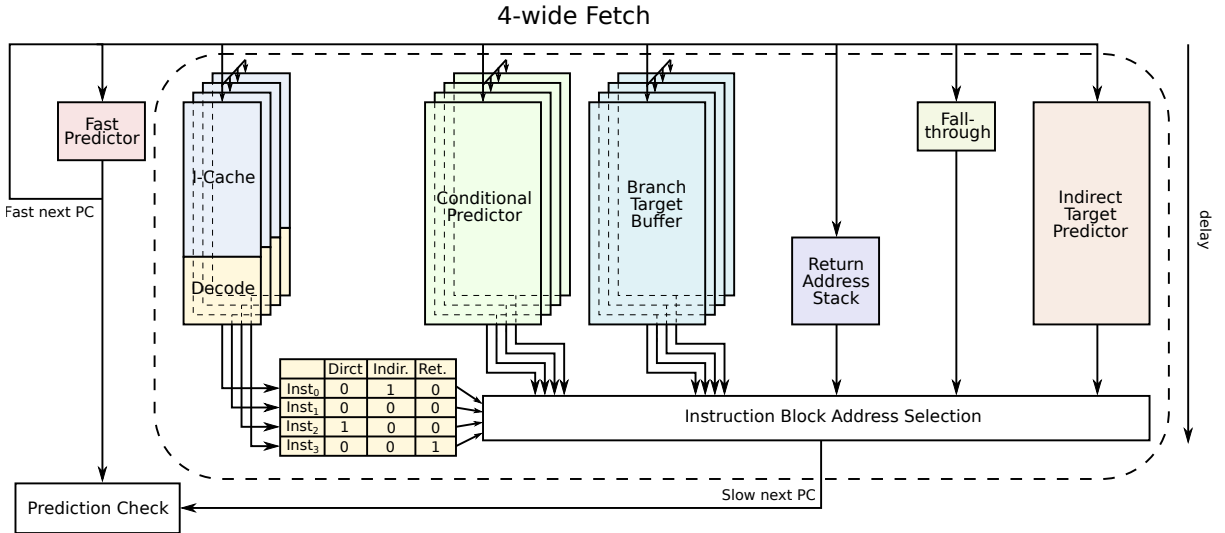 4-wide Fetch
Fast
Predictor
I-Cache
Decode
Conditional
Predictor
Branch
Target
Buffer
Return
Address
Stack
Fall-
through
Indirect
Target
Predictor
delay
Fast next PC
Dirct Indir. Ret.
Inst₀ 0 1 0
Inst₁ 0 0 0
Inst₂ 1 0 0
Inst₃ 0 0 1
Instruction Block Address Selection
Slow next PC
Prediction Check